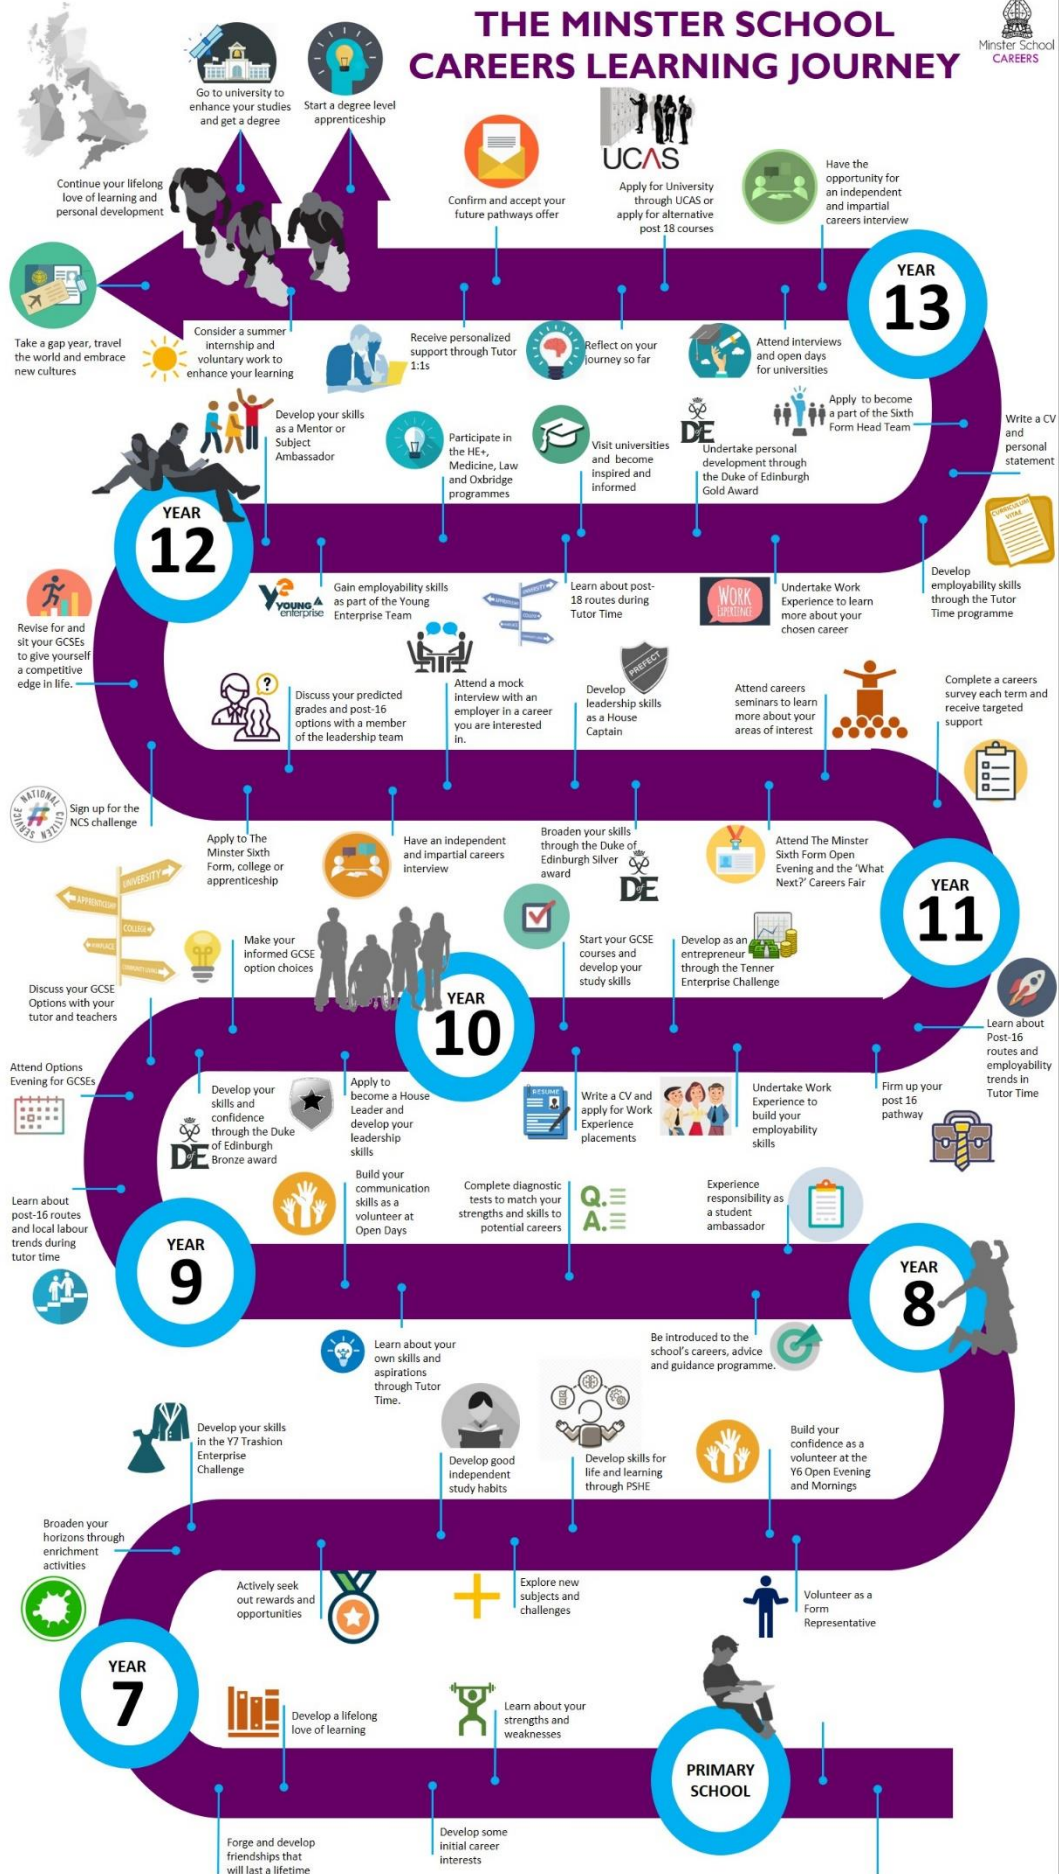 THE MINSTER SCHOOL
CAREERS LEARNING JOURNEY
Minster School
CAREERS
Go to university to
enhance your studies
and get a degree
Start a degree level
apprenticeship
Continue your lifelong
love of learning and
personal development
Confirm and accept your
future pathways offer
UCAS
Apply for University
through UCAS or
apply for alternative
post 18 courses
Have the
opportunity for
an independent
and impartial
careers interview
YEAR
13
Take a gap year, travel
the world and embrace
new cultures
Consider a summer
internship and
voluntary work to
enhance your learning
Receive personalized
support through Tutor
1:1s
Reflect on your
journey so far
Attend interviews
and open days
for universities
Apply to become
a part of the Sixth
Form Head Team
Write a CV
and
personal
statement
CURRICULUM
VITAE
Develop your skills
as a Mentor or
Subject
Ambassador
Participate in
the HE+,
Medicine, Law
and Oxbridge
programmes
Visit universities
and become
inspired and
informed
DofE
Undertake personal
development through
the Duke of Edinburgh
Gold Award
YEAR
12
Develop
employability skills
through the Tutor
Time programme
Ye
YOUNG
enterprise
Gain employability skills
as part of the Young
Enterprise Team
UNIVERSITY
Learn about post-
18 routes during
Tutor Time
WORK
EXPERIENCE
Undertake Work
Experience to learn
more about your
chosen career
Revise for and
sit your GCSEs
to give yourself
a competitive
edge in life.
Discuss your predicted
grades and post-16
options with a member
of the leadership team
Attend a mock
interview with an
employer in a career
you are interested
in.
PREFECT
Develop
leadership skills
as a House
Captain
Attend careers
seminars to learn
more about your
areas of interest
Complete a careers
survey each term and
receive targeted
support
NATIONAL CITIZEN SERVICE
#
Sign up for the
NCS challenge
Apply to The
Minster Sixth
Form, college or
apprenticeship
Have an independent
and impartial careers
interview
Broaden your skills
through the Duke of
Edinburgh Silver
award
DofE
Attend The Minster
Sixth Form Open
Evening and the 'What
Next?' Careers Fair
YEAR
11
UNIVERSITY
APPRENTICESHIP
COLLEGE
WORKPLACE
COMMUNITY LIVING
Discuss your GCSE
Options with your
tutor and teachers
Make your
informed GCSE
option choices
YEAR
10
Start your GCSE
courses and
develop your
study skills
Develop as an
entrepreneur
through the Tenner
Enterprise Challenge
Learn about
Post-16
routes and
employability
trends in
Tutor Time
Attend Options
Evening for GCSEs
Develop your
skills and
confidence
through the Duke
of Edinburgh
Bronze award
DofE
Apply to
become a House
Leader and
develop your
leadership
skills
RESUME
Write a CV and
apply for Work
Experience
placements
Undertake Work
Experience to
build your
employability
skills
Firm up your
post 16
pathway
Learn about
post-16 routes
and local labour
trends during
tutor time
Build your
communication
skills as a
volunteer at
Open Days
Complete diagnostic
tests to match your
strengths and skills to
potential careers
Q.
A.
Experience
responsibility as
a student
ambassador
YEAR
9
YEAR
8
Learn about your
own skills and
aspirations
through Tutor
Time.
Be introduced to the
school's careers, advice
and guidance programme.
Develop your skills
in the Y7 Trashion
Enterprise
Challenge
Develop good
independent
study habits
Develop skills for
life and learning
through PSHE
Build your
confidence as a
volunteer at the
Y6 Open Evening
and Mornings
Broaden your
horizons through
enrichment
activities
Actively seek
out rewards and
opportunities
Explore new
subjects and
challenges
Volunteer as a
Form
Representative
YEAR
7
Develop a lifelong
love of learning
Learn about your
strengths and
weaknesses
PRIMARY
SCHOOL
Forge and develop
friendships that
will last a lifetime
Develop some
initial career
interests